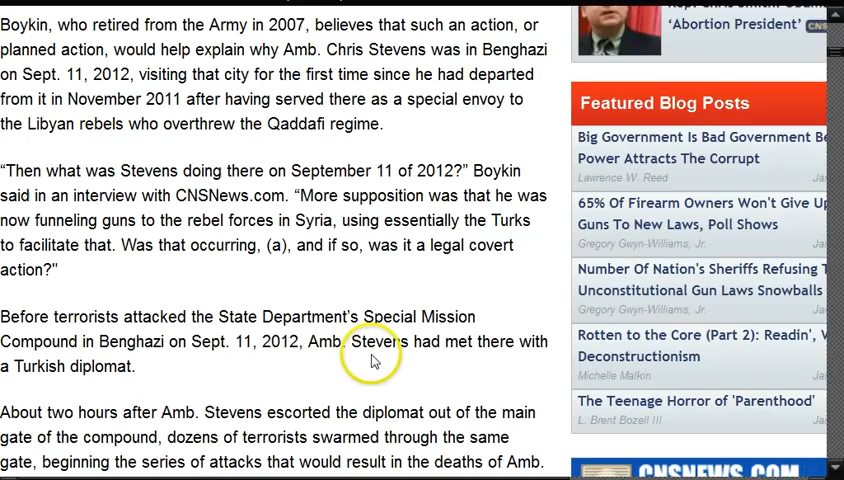 Boykin, who retired from the Army in 2007, believes that such an action, or
planned action, would help explain why Amb. Chris Stevens was in Benghazi
on Sept. 11, 2012, visiting that city for the first time since he had departed
from it in November 2011 after having served there as a special envoy to
the Libyan rebels who overthrew the Qaddafi regime.
“Then what was Stevens doing there on September 11 of 2012?” Boykin
said in an interview with CNSNews.com. “More supposition was that he was
now funneling guns to the rebel forces in Syria, using essentially the Turks
to facilitate that. Was that occurring, (a), and if so, was it a legal covert
action?"
Before terrorists attacked the State Department’s Special Mission
Compound in Benghazi on Sept. 11, 2012, Amb. Stevens had met there with
a Turkish diplomat.
About two hours after Amb. Stevens escorted the diplomat out of the main
gate of the compound, dozens of terrorists swarmed through the same
gate, beginning the series of attacks that would result in the deaths of Amb.
‘Abortion President’
Featured Blog Posts
Big Government Is Bad Government Be
Power Attracts The Corrupt
Lawrence W. Reed
65% Of Firearm Owners Won't Give Up
Guns To New Laws, Poll Shows
Gregory Gwyn-Williams, Jr.
Number Of Nation's Sheriffs Refusing T
Unconstitutional Gun Laws Snowballs
Gregory Gwyn-Williams, Jr.
Rotten to the Core (Part 2): Readin', W
Deconstructionism
Michelle Malkin
The Teenage Horror of 'Parenthood'
L. Brent Bozell III
CNSNEWS.COM